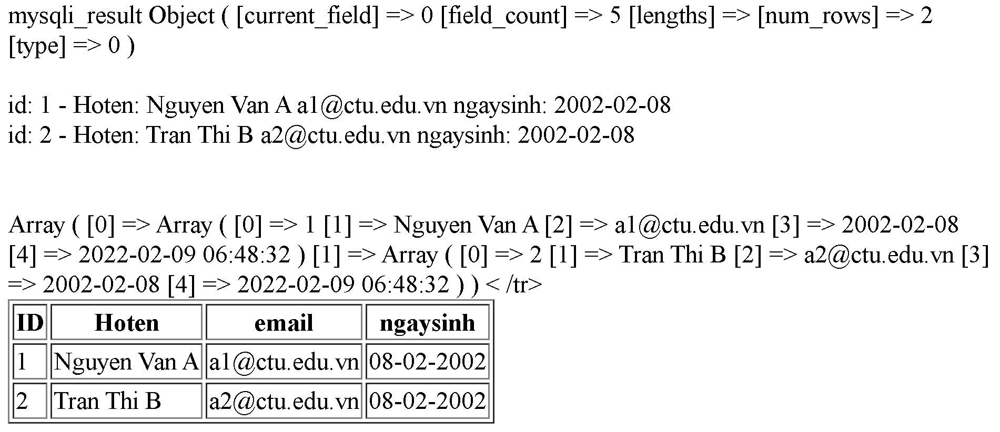 mysqli_result Object ( [current_field] => 0 [field_count] => 5 [lengths] => [num_rows] => 2
[type] => 0 )
id: 1 - Hoten: Nguyen Van A a1@ctu.edu.vn ngaysinh: 2002-02-08
id: 2 - Hoten: Tran Thi B a2@ctu.edu.vn ngaysinh: 2002-02-08
Array ( [0] => Array ( [0] => 1 [1] => Nguyen Van A [2] => a1@ctu.edu.vn [3] => 2002-02-08
[4] => 2022-02-09 06:48:32 ) [1] => Array ( [0] => 2 [1] => Tran Thi B [2] => a2@ctu.edu.vn [3]
=> 2002-02-08 [4] => 2022-02-09 06:48:32 ) ) < /tr>
ID Hoten email ngaysinh
1 Nguyen Van A a1@ctu.edu.vn 08-02-2002
2 Tran Thi B a2@ctu.edu.vn 08-02-2002